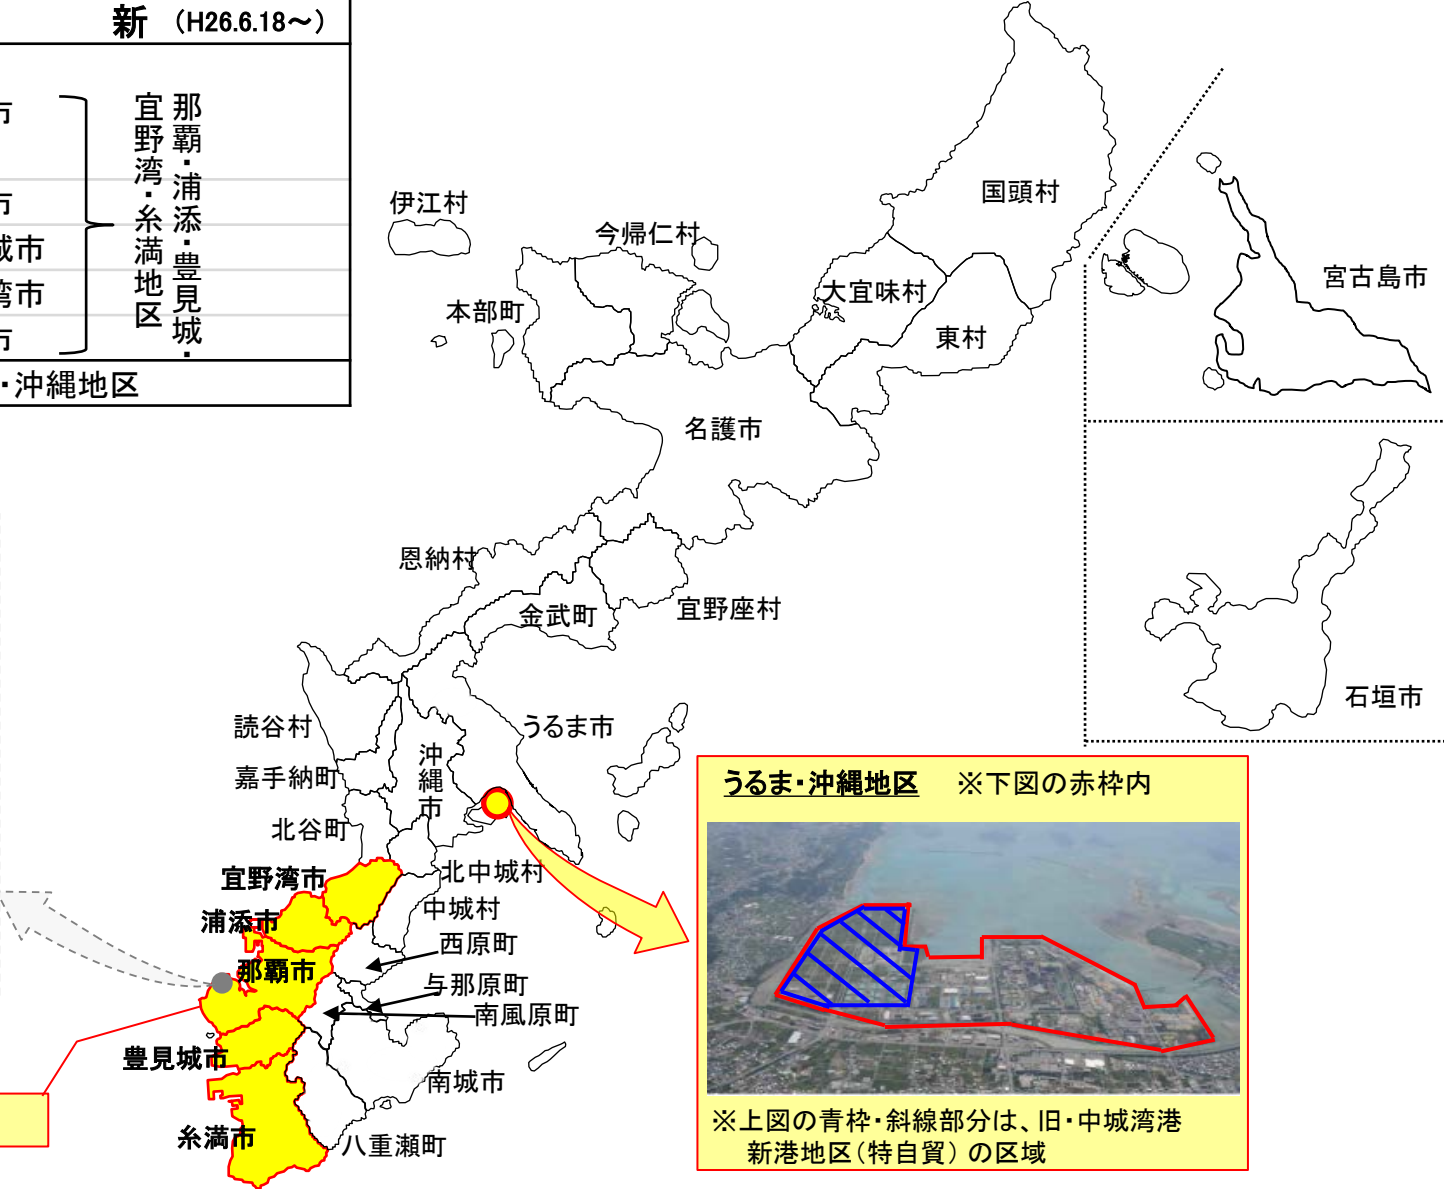 新 (H26.6.18～)
市
市
城市
湾市
市
那覇・浦添・豊見城・
宜野湾・糸満地区
・沖縄地区
伊江村
今帰仁村
国頭村
本部町
大宜味村
東村
宮古島市
名護市
恩納村
金武町
宜野座村
石垣市
読谷村
うるま市
沖縄市
嘉手納町
北谷町
宜野湾市
北中城村
浦添市
中城村
西原町
那覇市
与那原町
南風原町
豊見城市
南城市
糸満市
八重瀬町
うるま・沖縄地区 ※下図の赤枠内
※上図の青枠・斜線部分は、旧・中城湾港
新港地区(特自貿)の区域